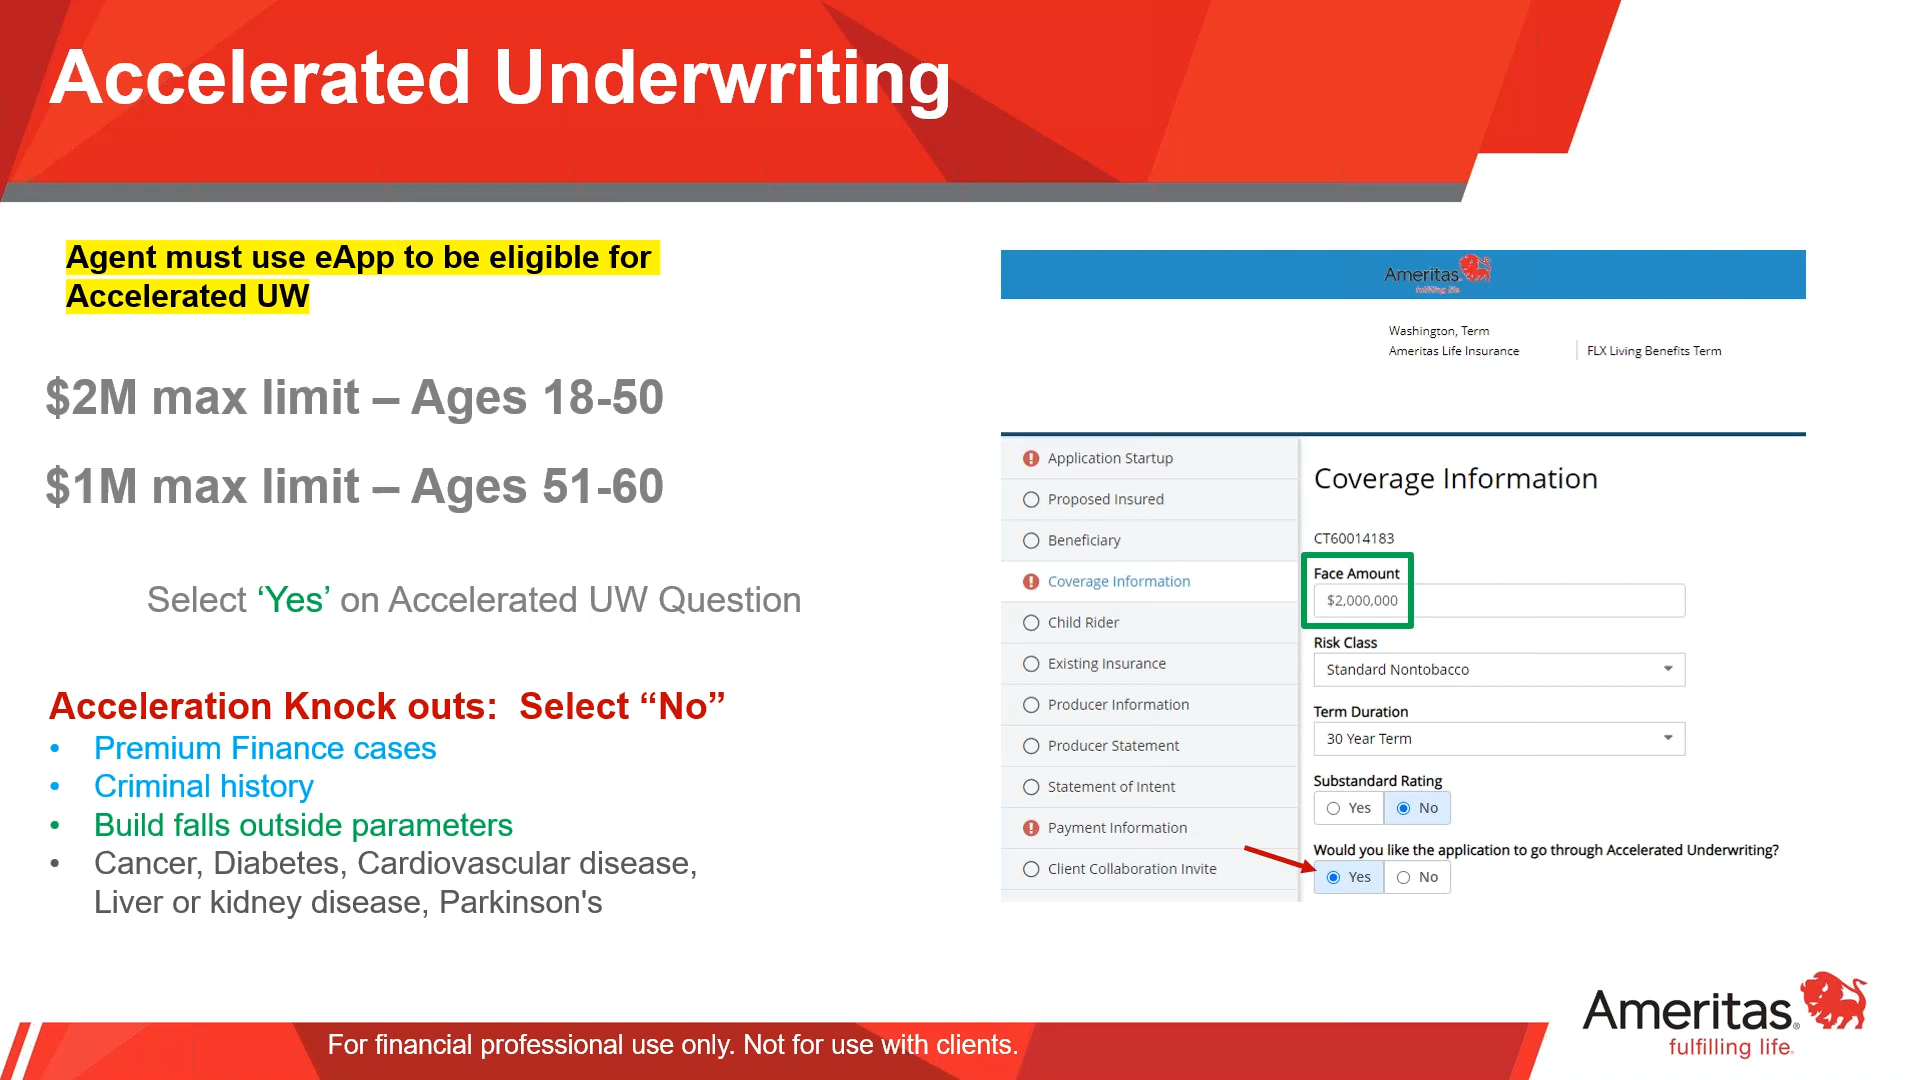 Accelerated Underwriting
Agent must use eApp to be eligible for
Accelerated UW
$2M max limit – Ages 18-50
$1M max limit – Ages 51-60
Select ‘Yes’ on Accelerated UW Question
Acceleration Knock outs:  Select “No”
• Premium Finance cases
• Criminal history
• Build falls outside parameters
• Cancer, Diabetes, Cardiovascular disease,
Liver or kidney disease, Parkinson's
Ameritas
fulfilling life
Washington, Term
Ameritas Life Insurance
FLX Living Benefits Term
Application Startup
Proposed Insured
Beneficiary
Coverage Information
Child Rider
Existing Insurance
Producer Information
Producer Statement
Statement of Intent
Payment Information
Client Collaboration Invite
Coverage Information
CT60014183
Face Amount
$2,000,000
Risk Class
Standard Nontobacco
Term Duration
30 Year Term
Substandard Rating
Yes No
Would you like the application to go through Accelerated Underwriting?
Yes No
For financial professional use only. Not for use with clients.
Ameritas®
fulfilling life.